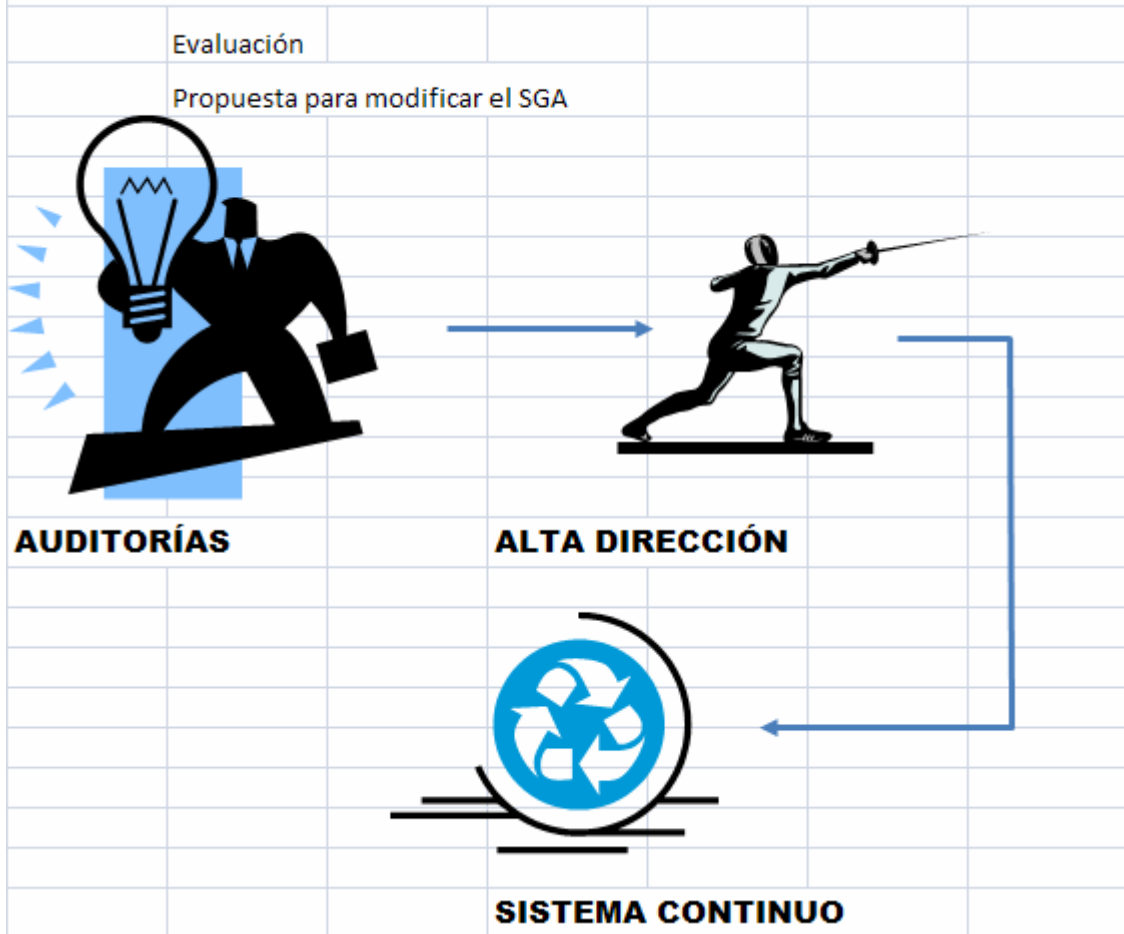 Evaluación
Propuesta para modificar el SGA
AUDITORÍAS
ALTA DIRECCIÓN
SISTEMA CONTINUO